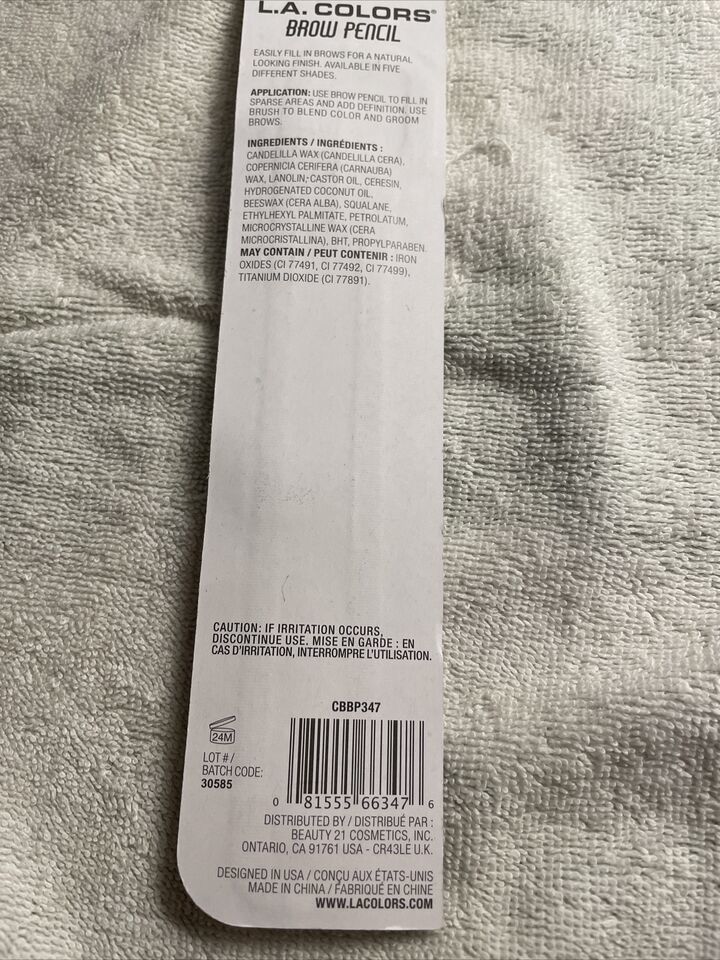 L.A. COLORS®
BROW PENCIL
EASILY FILL IN BROWS FOR A NATURAL
LOOKING FINISH. AVAILABLE IN FIVE
DIFFERENT SHADES.
APPLICATION: USE BROW PENCIL TO FILL IN
SPARSE AREAS AND ADD DEFINITION, USE
BRUSH TO BLEND COLOR AND GROOM
BROWS.
INGREDIENTS / INGRÉDIENTS :
CANDELILLA WAX (CANDELILLA CERA),
COPERNICIA CERIFERA (CARNAUBA)
WAX, LANOLIN, CASTOR OIL, CERESIN,
HYDROGENATED COCONUT OIL,
BEESWAX (CERA ALBA), SQUALANE,
ETHYLHEXYL PALMITATE, PETROLATUM,
MICROCRYSTALLINE WAX (CERA
MICROCRISTALLINA), BHT, PROPYLPARABEN.
MAY CONTAIN / PEUT CONTENIR : IRON
OXIDES (CI 77491, CI 77492, CI 77499),
TITANIUM DIOXIDE (CI 77891).
CAUTION: IF IRRITATION OCCURS,
DISCONTINUE USE. MISE EN GARDE : EN
CAS D'IRRITATION, INTERROMPRE L'UTILISATION.
CBBP347
24M
LOT # /
BATCH CODE:
30585
0 81555 66347 6
DISTRIBUTED BY / DISTRIBUÉ PAR :
BEAUTY 21 COSMETICS, INC.
ONTARIO, CA 91761 USA - CR43LE U.K.
DESIGNED IN USA / CONÇU AUX ÉTATS-UNIS
MADE IN CHINA / FABRIQUÉ EN CHINE
WWW.LACOLORS.COM